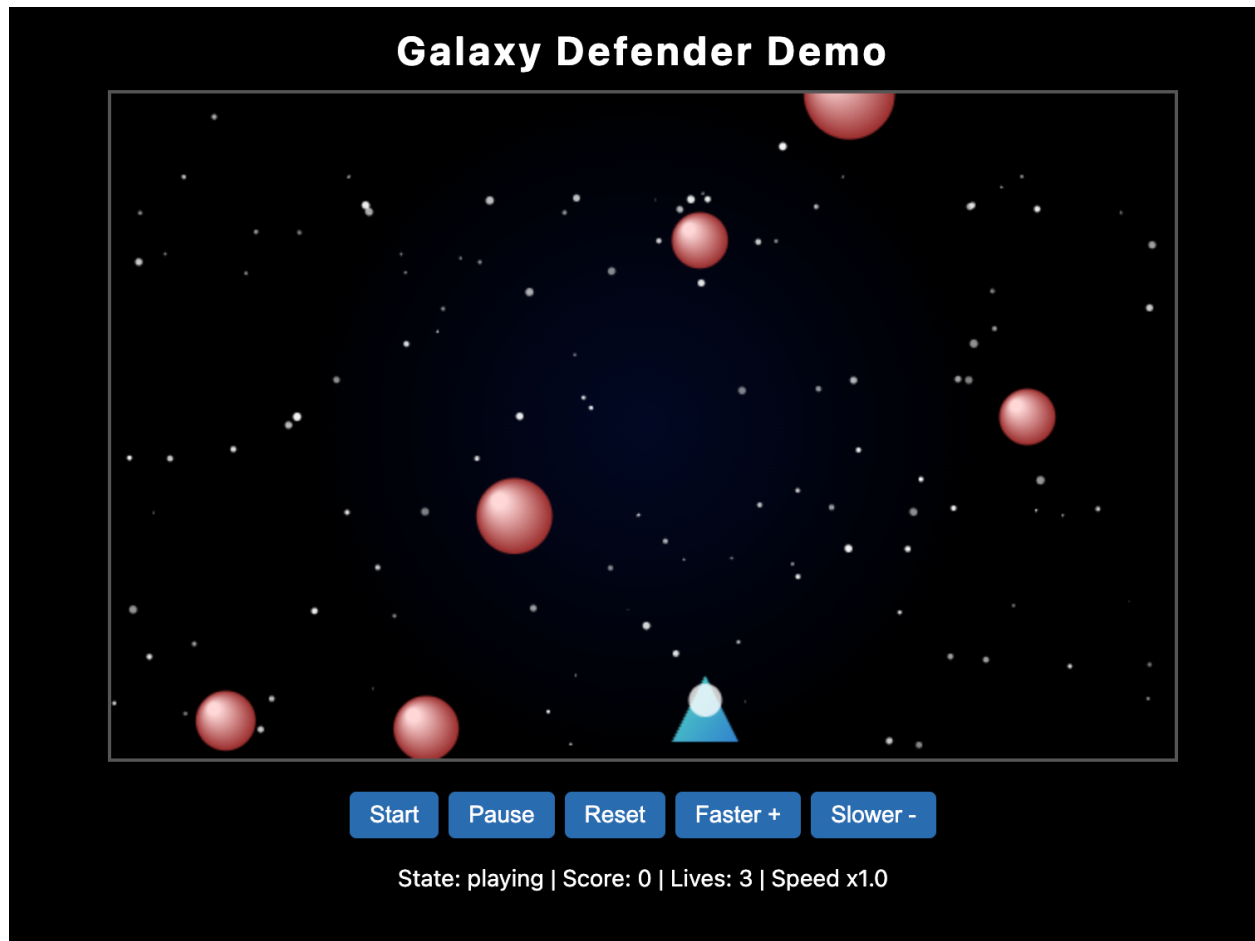 Galaxy Defender Demo
Start Pause Reset Faster + Slower -
State: playing | Score: 0 | Lives: 3 | Speed x1.0